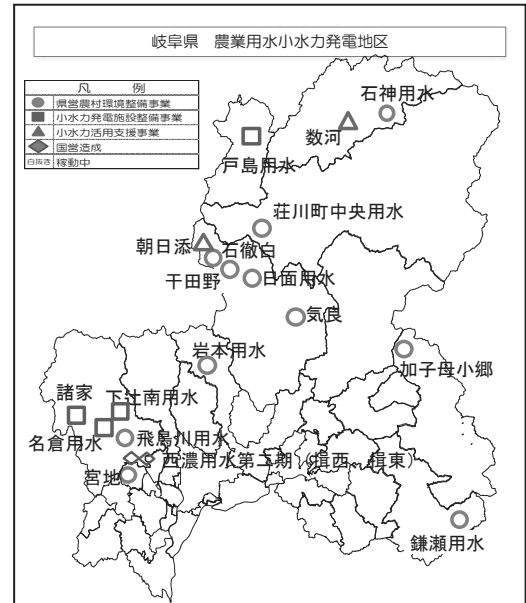 岐阜県　農業用水小水力発電地区
凡　例
県営農村環境整備事業
小水力発電施設整備事業
小水力活用支援事業
国営造成
白抜き 稼動中
石神用水
数河
戸島用水
荘川町中央用水
朝日添
石徹白
干田野
日面用水
気良
岩本用水
加子母小郷
諸家
下辻南用水
名倉用水
飛鳥川用水
西濃用水第二期（揖西、揖東）
宮地
鎌瀬用水